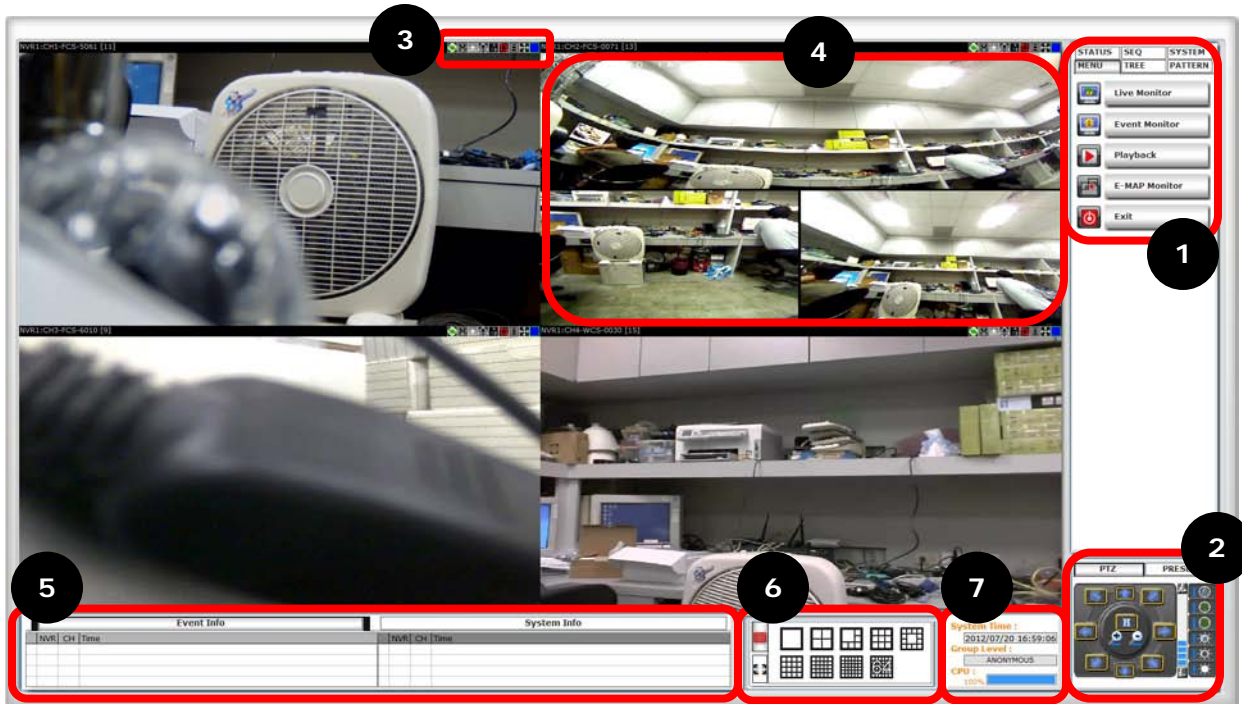 NVR1:CH1-FCS-5061 [11]
3
NVR1:CH2-FCS-0071 [13]
4
STATUS SEQ SYSTEM
MENU TREE PATTERN
Live Monitor
Event Monitor
Playback
E-MAP Monitor
Exit
1
NVR1:CH3-FCS-6010 [9]
NVR1:CH4-WCS-0030 [15]
2
PTZ
5
6
7
Event Info
System Info
NVR CH Time
NVR CH Time
64
System Time :
2012/07/20 16:59:06
Group Level :
ANONYMOUS
CPU :
100%
H